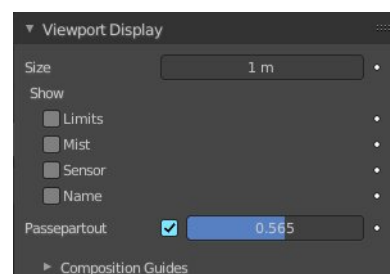 Viewport Display
Size 1 m
Show
Limits
Mist
Sensor
Name
Passepartout 0.565
Composition Guides